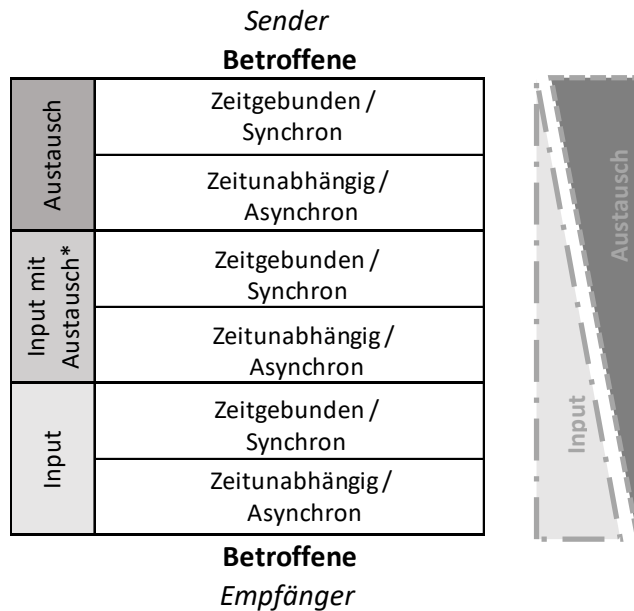 Sender
Betroffene
Austausch
Zeitgebunden /
Synchron
Zeitunabhängig /
Asynchron
Input mit
Austausch*
Zeitgebunden /
Synchron
Zeitunabhängig /
Asynchron
Input
Zeitgebunden /
Synchron
Zeitunabhängig /
Asynchron
Betroffene
Empfänger
Austausch
Input